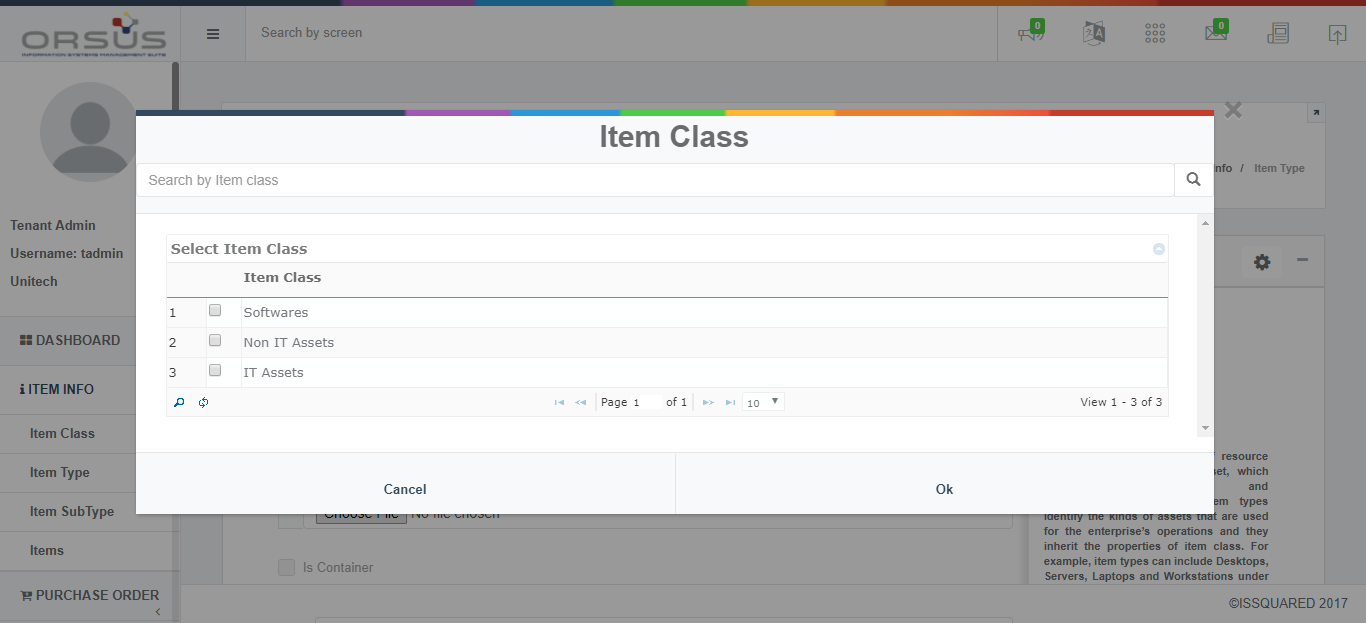 ORSUS
INFORMATION SYSTEMS MANAGEMENT SUITE
Search by screen
0
A
0
Item Class
Search by Item class
nfo / Item Type
Tenant Admin
Username: tadmin
Unitech
DASHBOARD
ITEM INFO
Item Class
Item Type
Item SubType
Items
PURCHASE ORDER
Select Item Class
Item Class
1 Softwares
2 Non IT Assets
3 IT Assets
Page 1 of 1 10 View 1 - 3 of 3
Cancel Ok
resource
set, which
and
em types
identify the kinds of assets that are used
for the enterprise's operations and they
inherit the properties of item class. For
example, item types can include Desktops,
Servers, Laptops and Workstations under
Choose File No file chosen
Is Container
©ISSQUARED 2017